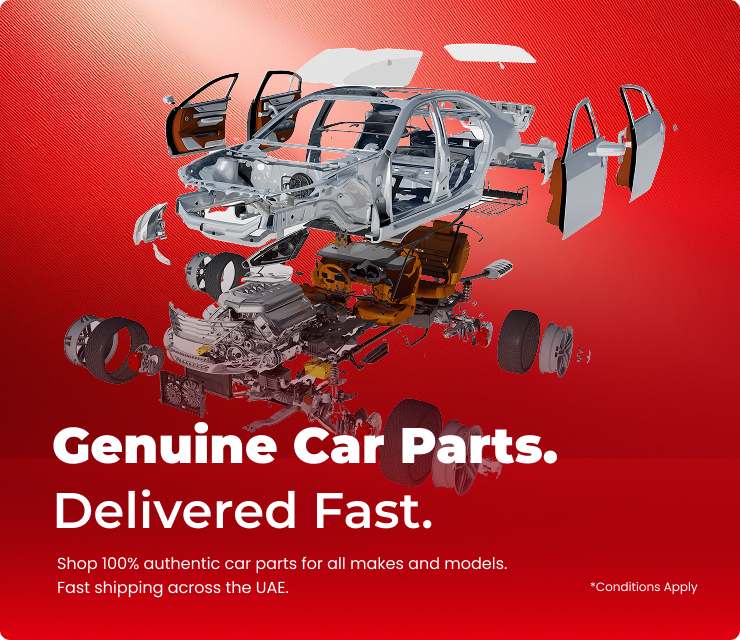 Genuine Car Parts.
Delivered Fast.
Shop 100% authentic car parts for all makes and models.
Fast shipping across the UAE.
*Conditions Apply